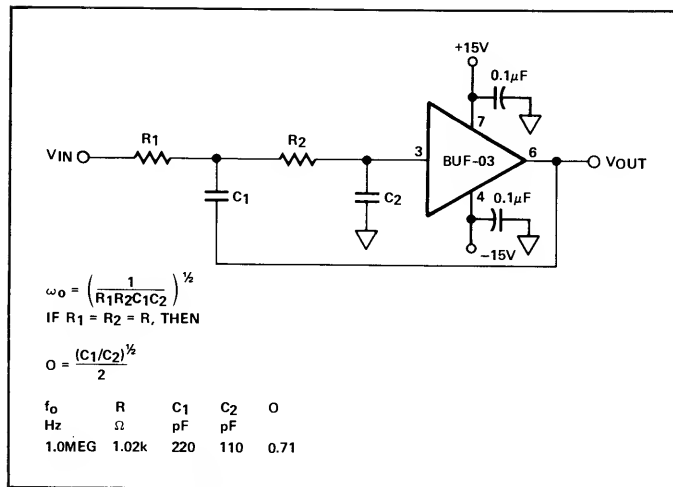 +15V
0.1µF
7
R1
R2
VIN
3
BUF-03
6
VOUT
C1
C2
4
0.1µF
−15V
ωo = (1/R1R2C1C2)^½
IF R1 = R2 = R, THEN
O = (C1/C2)^½/2
fo R C1 C2 O
Hz Ω pF pF
1.0MEG 1.02k 220 110 0.71